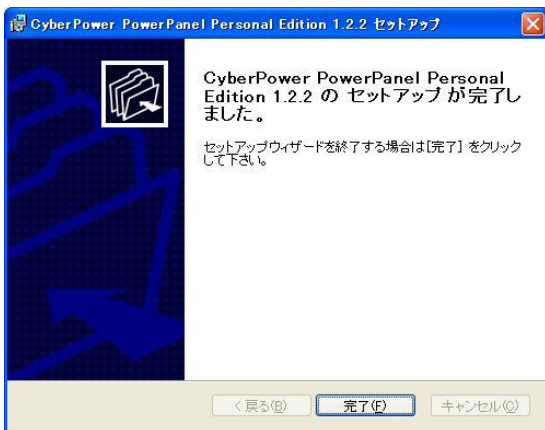 CyberPower PowerPanel Personal Edition 1.2.2 セットアップ
CyberPower PowerPanel Personal
Edition 1.2.2 の セットアップ が完了し
ました。
セットアップウィザードを終了する場合は[完了] をクリック
して下さい。
< 戻る(B) 完了(F) キャンセル(C)